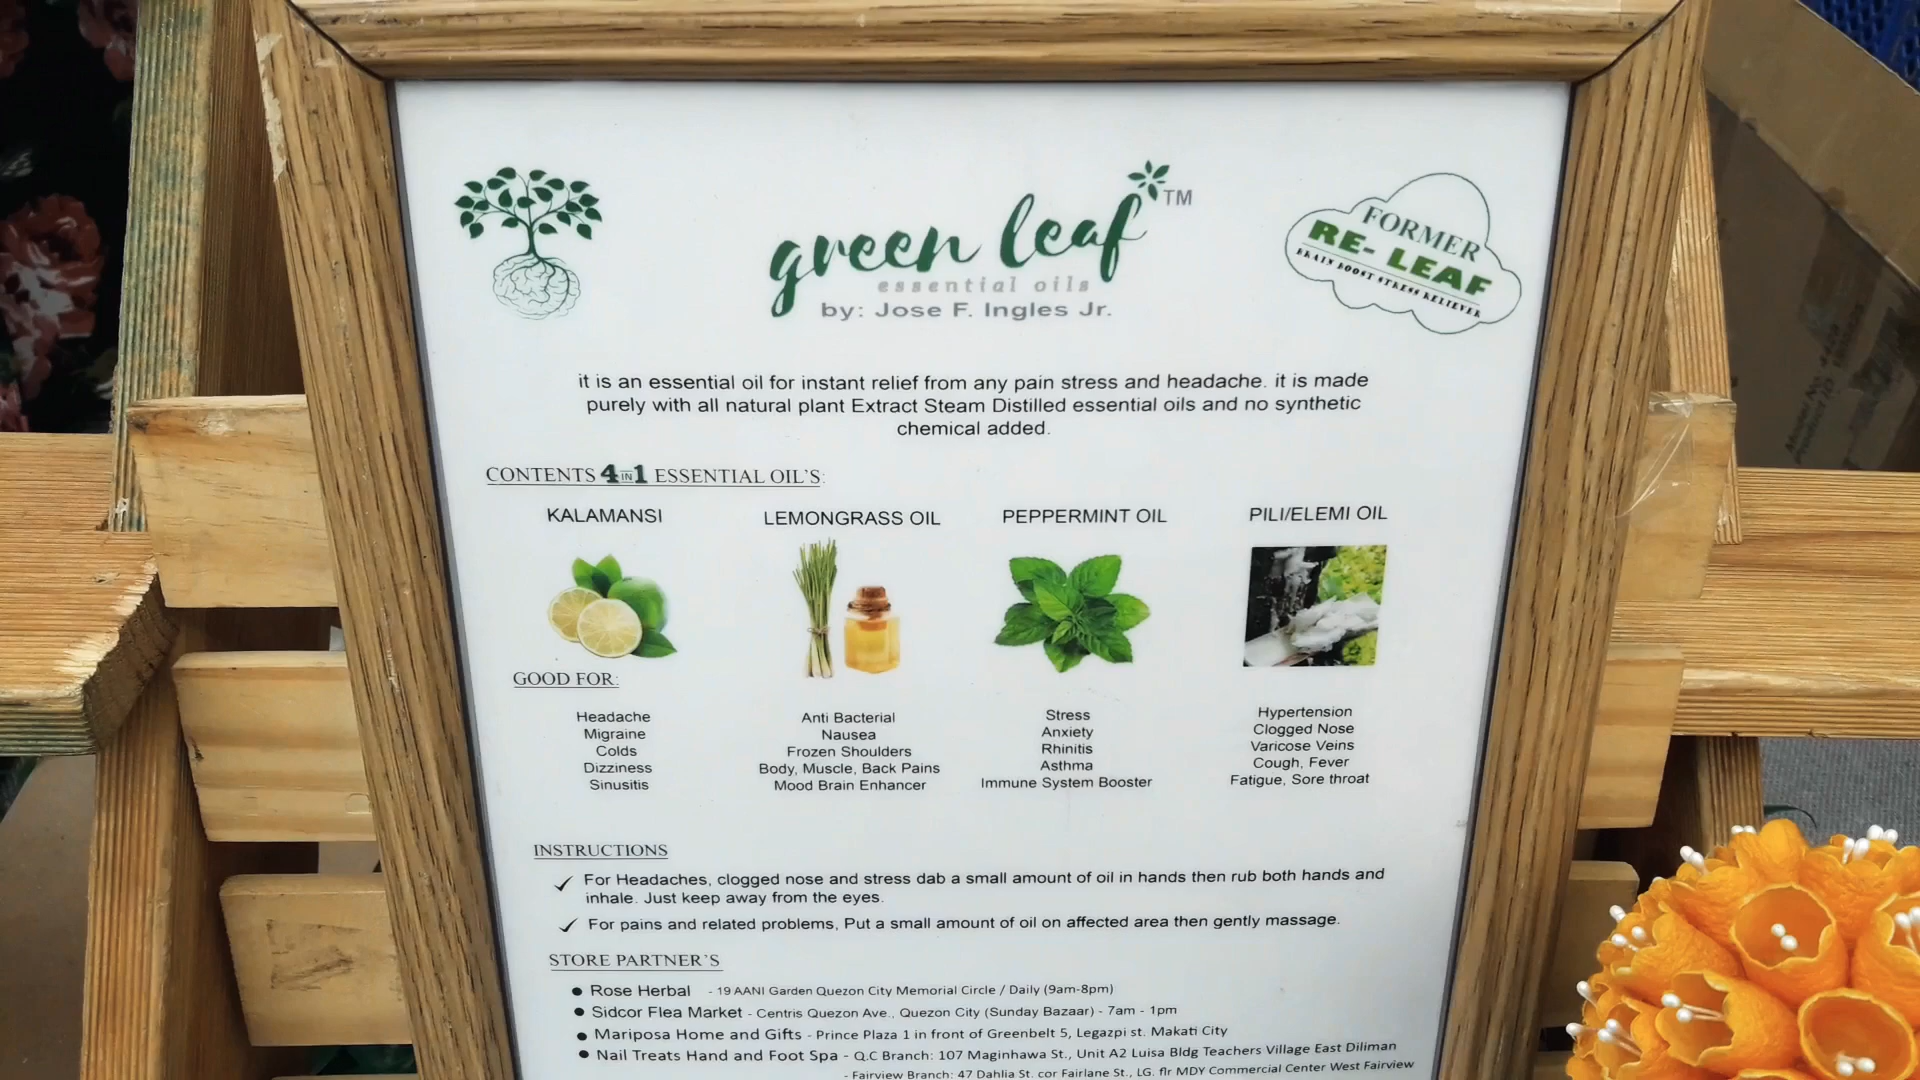 green leaf TM
essential oils
by: Jose F. Ingles Jr.
FORMER
RE- LEAF
BRAIN BOOST STRESS RELIEVER
it is an essential oil for instant relief from any pain stress and headache. it is made
purely with all natural plant Extract Steam Distilled essential oils and no synthetic
chemical added.
CONTENTS 4 IN 1 ESSENTIAL OIL'S:
KALAMANSI
LEMONGRASS OIL
PEPPERMINT OIL
PILI/ELEMI OIL
GOOD FOR:
Headache
Migraine
Colds
Dizziness
Sinusitis
Anti Bacterial
Nausea
Frozen Shoulders
Body, Muscle, Back Pains
Mood Brain Enhancer
Stress
Anxiety
Rhinitis
Asthma
Immune System Booster
Hypertension
Clogged Nose
Varicose Veins
Cough, Fever
Fatigue, Sore throat
INSTRUCTIONS
For Headaches, clogged nose and stress dab a small amount of oil in hands then rub both hands and
inhale. Just keep away from the eyes.
For pains and related problems, Put a small amount of oil on affected area then gently massage.
STORE PARTNER'S
Rose Herbal - 19 AANI Garden Quezon City Memorial Circle / Daily (9am-8pm)
Sidcor Flea Market - Centris Quezon Ave., Quezon City (Sunday Bazaar) - 7am - 1pm
Mariposa Home and Gifts - Prince Plaza 1 in front of Greenbelt 5, Legazpi st. Makati City
Nail Treats Hand and Foot Spa - Q.C Branch: 107 Maginhawa St., Unit A2 Luisa Bldg Teachers Village East Diliman
- Fairview Branch: 47 Dahlia St. cor Fairlane St., LG. flr MDY Commercial Center West Fairview